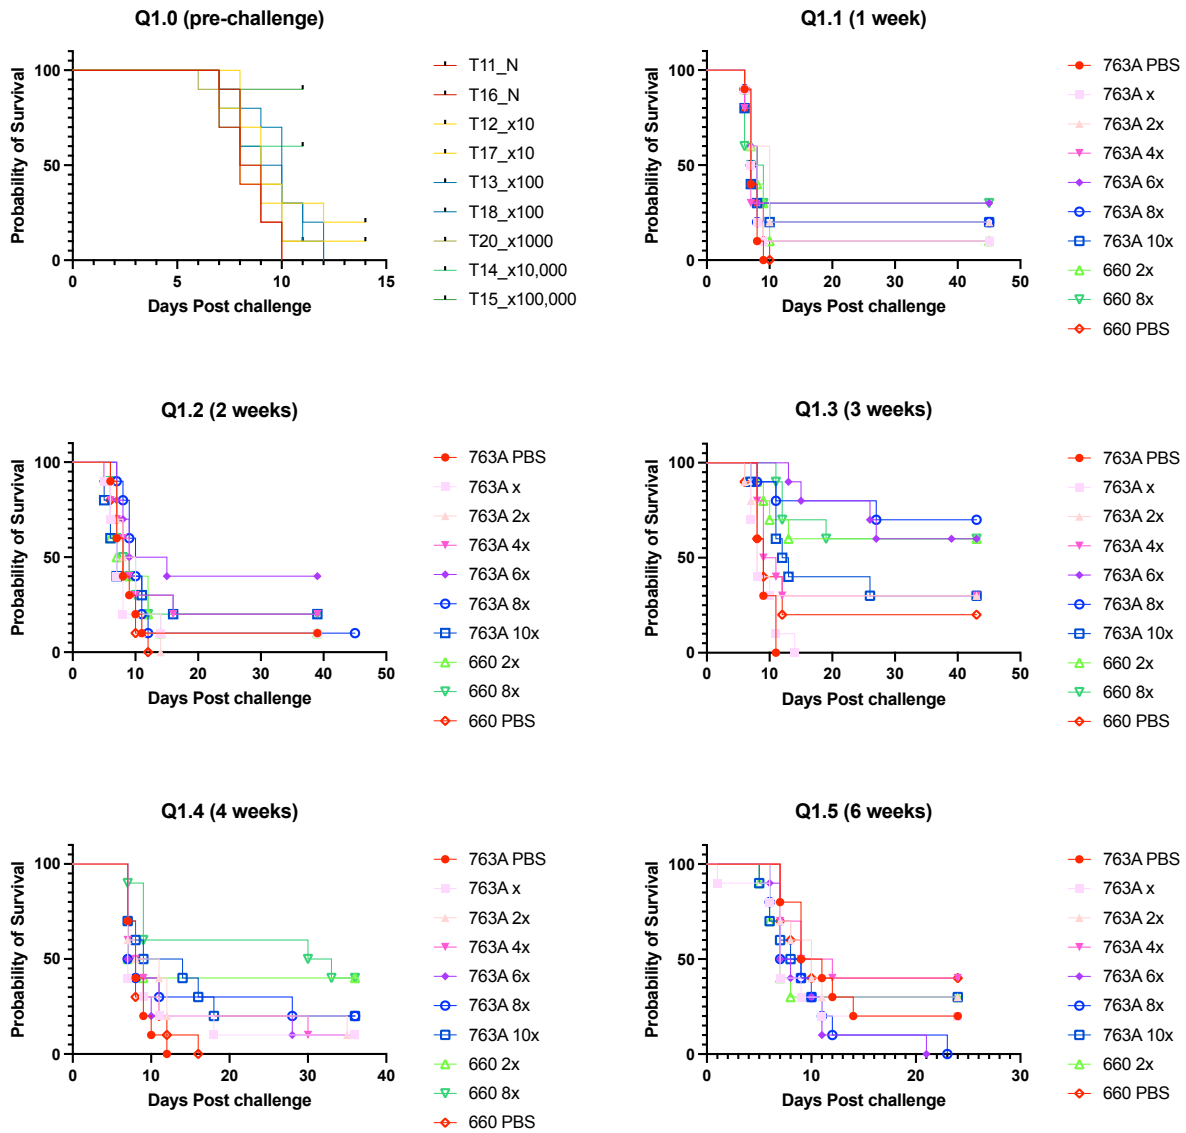 Q1.0 (pre-challenge)
Probability of Survival
100
50
0
0 5 10 15
Days Post challenge
T11_N
T16_N
T12_x10
T17_x10
T13_x100
T18_x100
T20_x1000
T14_x10,000
T15_x100,000
Q1.1 (1 week)
Probability of Survival
100
50
0
0 10 20 30 40 50
Days Post challenge
763A PBS
763A x
763A 2x
763A 4x
763A 6x
763A 8x
763A 10x
660 2x
660 8x
660 PBS
Q1.2 (2 weeks)
Probability of Survival
100
50
0
0 10 20 30 40 50
Days Post challenge
763A PBS
763A x
763A 2x
763A 4x
763A 6x
763A 8x
763A 10x
660 2x
660 8x
660 PBS
Q1.3 (3 weeks)
Probability of Survival
100
50
0
0 10 20 30 40 50
Days Post challenge
763A PBS
763A x
763A 2x
763A 4x
763A 6x
763A 8x
763A 10x
660 2x
660 8x
660 PBS
Q1.4 (4 weeks)
Probability of Survival
100
50
0
0 10 20 30 40
Days Post challenge
763A PBS
763A x
763A 2x
763A 4x
763A 6x
763A 8x
763A 10x
660 2x
660 8x
660 PBS
Q1.5 (6 weeks)
Probability of Survival
100
50
0
0 10 20 30
Days Post challenge
763A PBS
763A x
763A 2x
763A 4x
763A 6x
763A 8x
763A 10x
660 2x
660 PBS